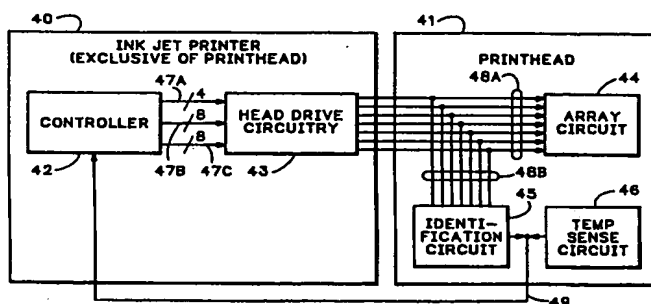 40
INK JET PRINTER
(EXCLUSIVE OF PRINTHEAD)
47A
4
8
8
47B
47C
CONTROLLER
42
HEAD DRIVE
CIRCUITRY
43
41
PRINTHEAD
48A
44
ARRAY
CIRCUIT
48B
45
46
IDENTI-
FICATION
CIRCUIT
TEMP
SENSE
CIRCUIT
49